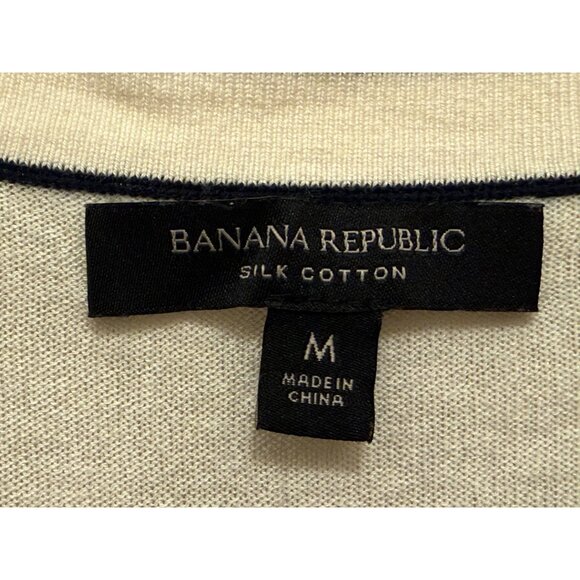 BANANA REPUBLIC
SILK COTTON
M
MADE IN
CHINA